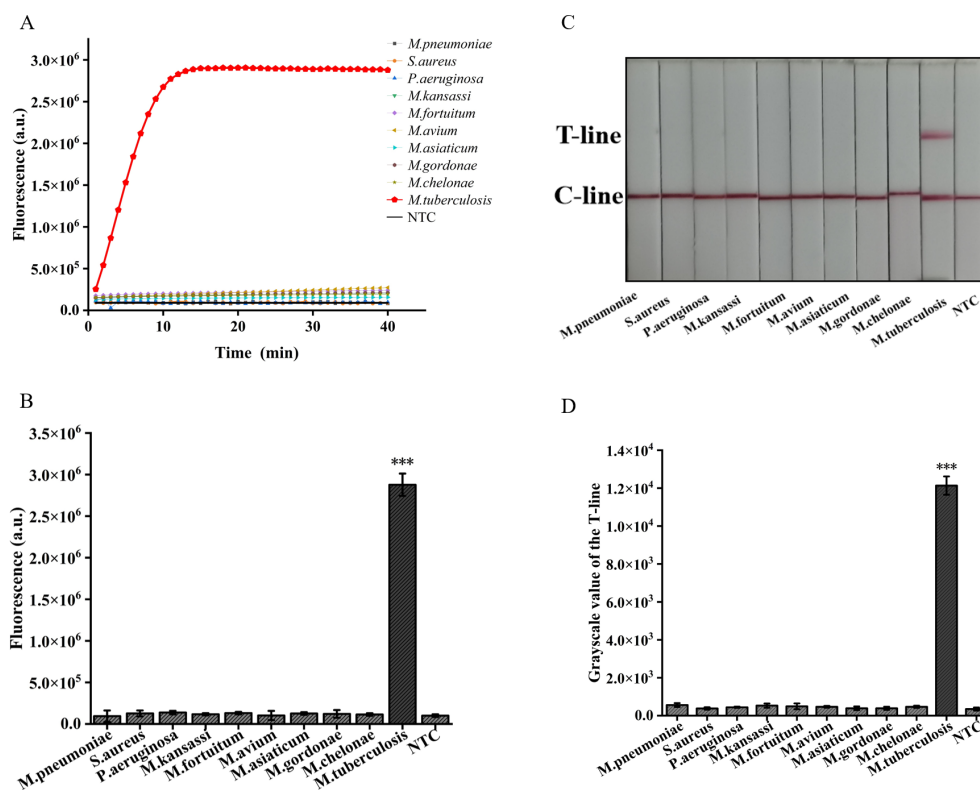 A
Fluorescence (a.u.)
3.0×10⁶
2.5×10⁶
2.0×10⁶
1.5×10⁶
1.0×10⁶
5.0×10⁵
0.0
0
10
20
30
40
Time (min)
M.pneumoniae
S.aureus
P.aeruginosa
M.kansassi
M.fortuitum
M.avium
M.asiaticum
M.gordonae
M.chelonae
M.tuberculosis
NTC
C
T-line
C-line
M.pneumoniae
S.aureus
P.aeruginosa
M.kansassi
M.fortuitum
M.avium
M.asiaticum
M.gordonae
M.chelonae
M.tuberculosis
NTC
B
Fluorescence (a.u.)
3.5×10⁶
3.0×10⁶
2.5×10⁶
2.0×10⁶
1.5×10⁶
1.0×10⁶
5.0×10⁵
0.0
***
M.pneumoniae
S.aureus
P.aeruginosa
M.kansassi
M.fortuitum
M.avium
M.asiaticum
M.gordonae
M.chelonae
M.tuberculosis
NTC
D
Grayscale value of the T-line
1.4×10⁴
1.2×10⁴
1.0×10⁴
8.0×10³
6.0×10³
4.0×10³
2.0×10³
0.0
***
M.pneumoniae
S.aureus
P.aeruginosa
M.kansassi
M.fortuitum
M.avium
M.asiaticum
M.gordonae
M.chelonae
M.tuberculosis
NTC